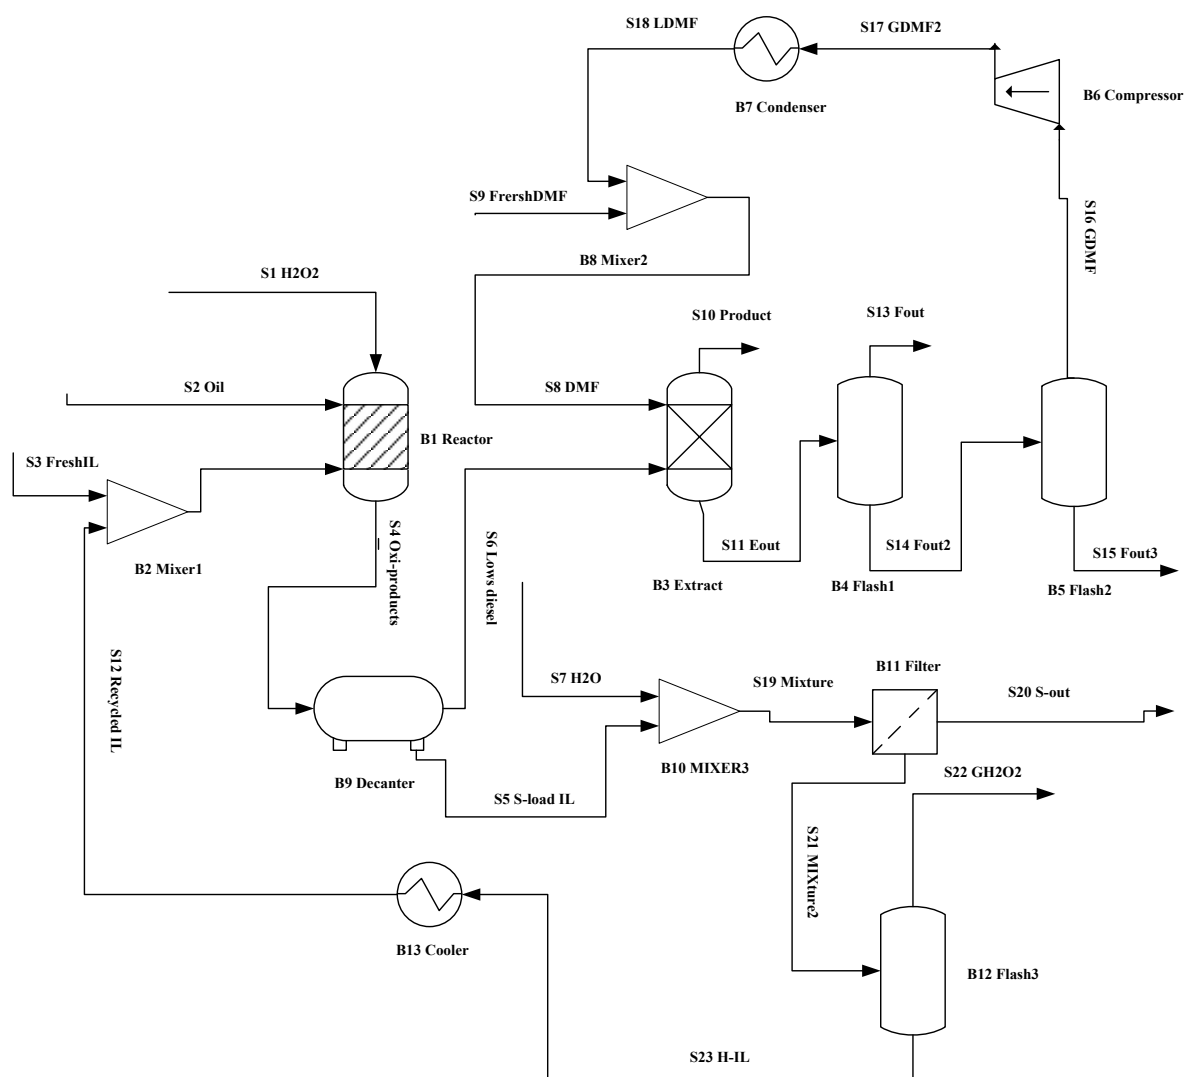 S18 LDMF
S17 GDMF2
B6 Compressor
B7 Condenser
S9 FrershDMF
S16 GDMF
B8 Mixer2
S1 H2O2
S10 Product
S13 Fout
S2 Oil
S8 DMF
B1 Reactor
S3 FreshIL
S4 Oxi-products
S6 Lows diesel
S11 Eout
S14 Fout2
S15 Fout3
B2 Mixer1
B3 Extract
B4 Flash1
B5 Flash2
S12 Recycled IL
S7 H2O
S19 Mixture
B11 Filter
S20 S-out
B9 Decanter
B10 MIXER3
S22 GH2O2
S5 S-load IL
S21 MIXture2
B13 Cooler
B12 Flash3
S23 H-IL